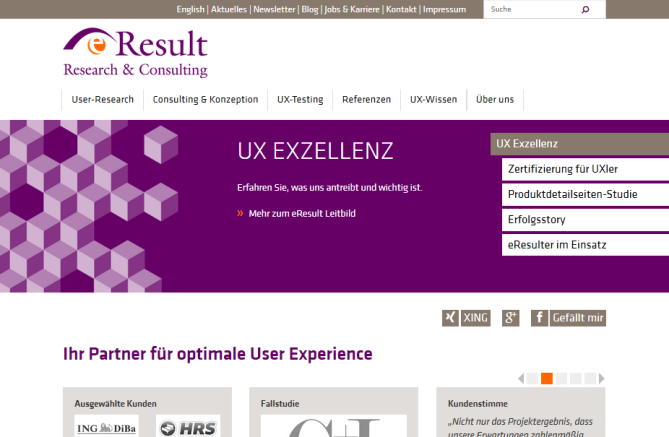 English | Aktuelles | Newsletter | Blog | Jobs & Karriere | Kontakt | Impressum
Suche
eResult
Research & Consulting
User-Research
Consulting & Konzeption
UX-Testing
Referenzen
UX-Wissen
Über uns
UX EXZELLENZ
Erfahren Sie, was uns antreibt und wichtig ist.
» Mehr zum eResult Leitbild
UX Exzellenz
Zertifizierung für UXler
Produktdetailseiten-Studie
Erfolgsstory
eResulter im Einsatz
XING
g+
f Gefällt mir
Ihr Partner für optimale User Experience
Ausgewählte Kunden
ING DiBa
HRS
Fallstudie
G+J
Kundenstimme
„Nicht nur das Projektergebnis, dass
unsere Erwartungen zahlenmäßig